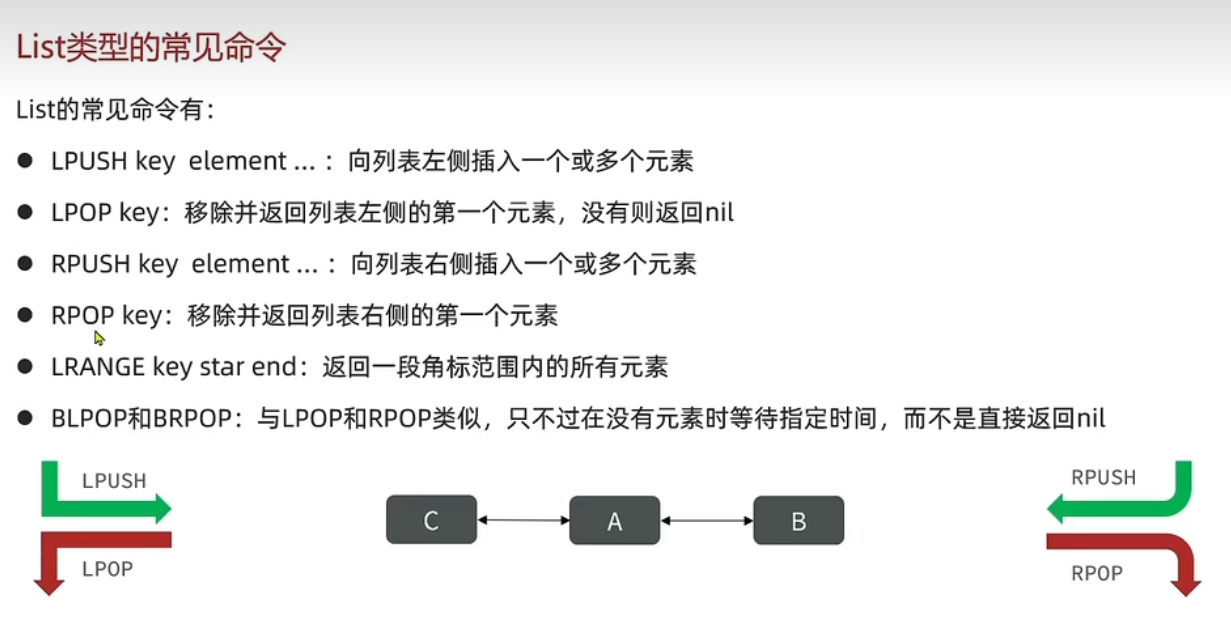 List类型的常见命令
List的常见命令有：
● LPUSH key element ... ：向列表左侧插入一个或多个元素
● LPOP key：移除并返回列表左侧的第一个元素，没有则返回nil
● RPUSH key element ... ：向列表右侧插入一个或多个元素
● RPOP key：移除并返回列表右侧的第一个元素
● LRANGE key star end：返回一段角标范围内的所有元素
● BLPOP和BRPOP：与LPOP和RPOP类似，只不过在没有元素时等待指定时间，而不是直接返回nil
LPUSH
RPUSH
C A B
LPOP
RPOP